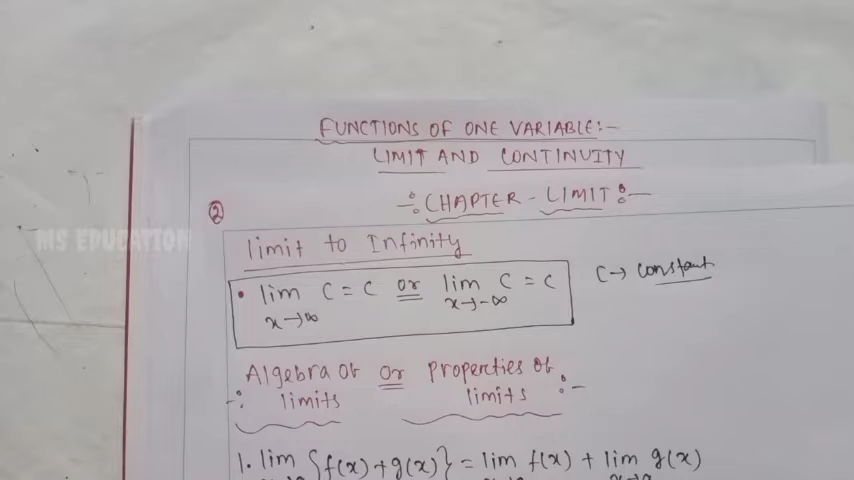 FUNCTIONS OF ONE VARIABLE:-
LIMIT AND CONTINUITY
-: CHAPTER - LIMIT :-
②
MS EDUCATION
limit to Infinity
• lim C = C or lim C = C C→ constant
x→∞ x→-∞
-: Algebra of or properties of :-
limits limits
1. lim {f(x) + g(x)} = lim f(x) + lim g(x)